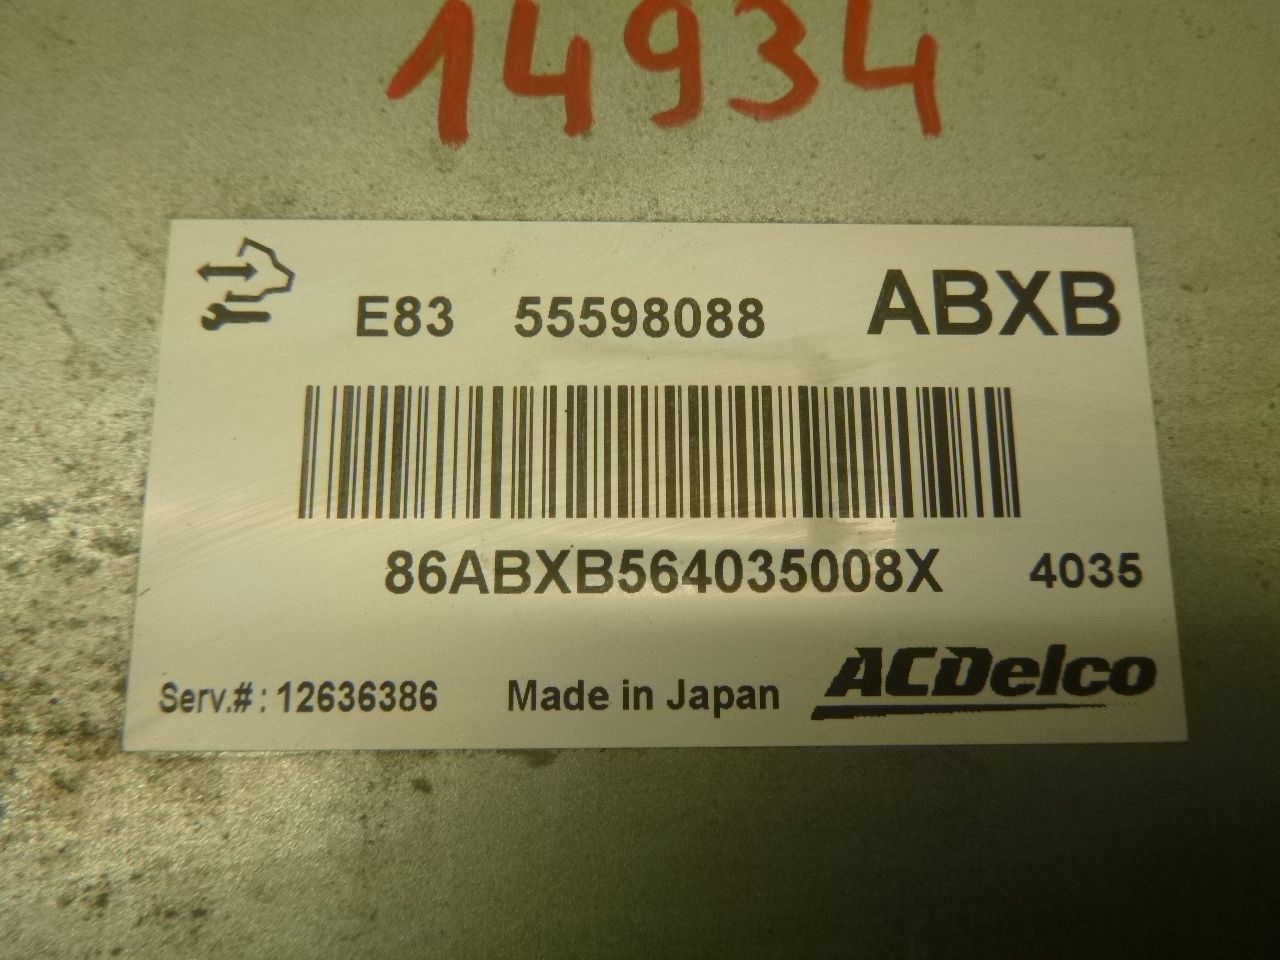 14934
E83 55598088 ABXB
86ABXB564035008X 4035
Serv.#: 12636386 Made in Japan ACDelco